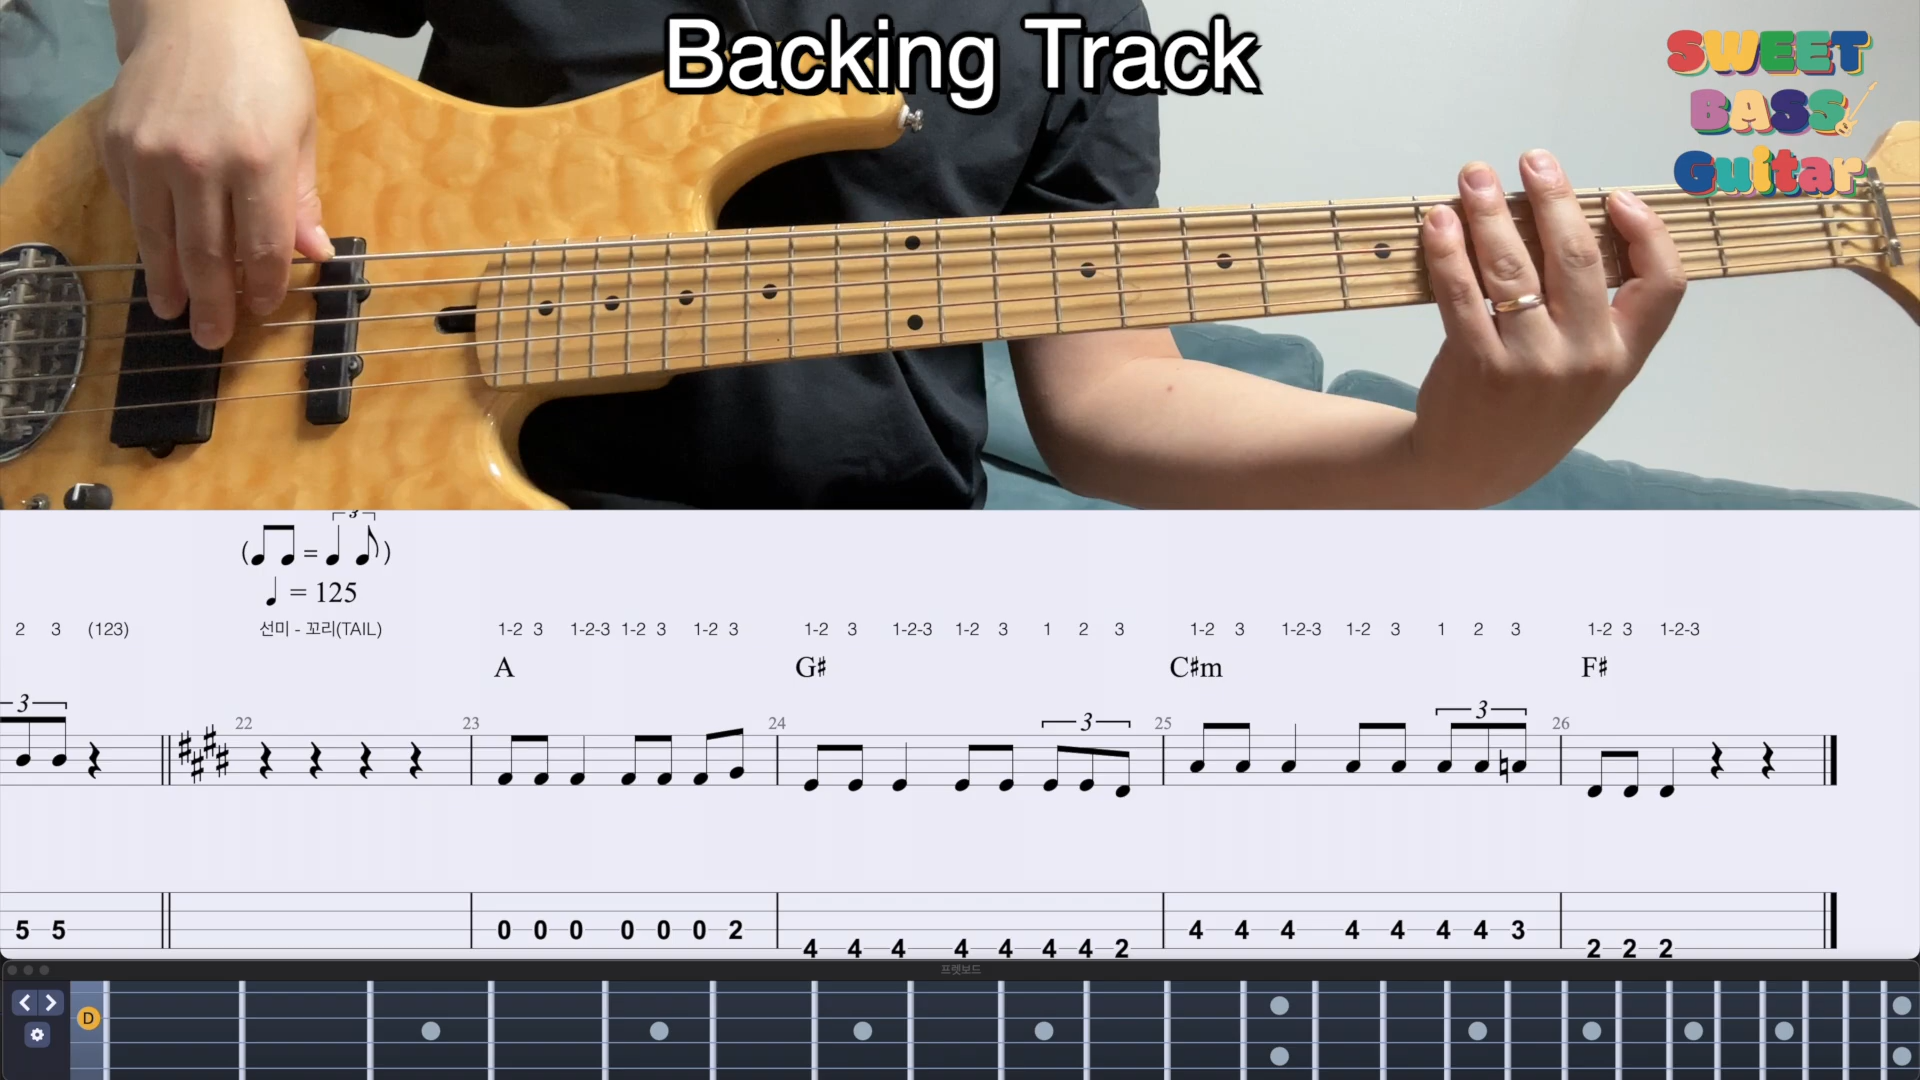 Backing Track
SWEET
BASS
Guitar
( = 3 )
= 125
2 3 (123) 선미 - 꼬리(TAIL) 1-2 3 1-2-3 1-2 3 1-2 3 1-2 3 1-2-3 1-2 3 1 2 3 1-2 3 1-2-3 1-2 3 1 2 3 1-2 3 1-2-3
A G♯ C♯m F♯
3 3 3
22 23 24 25 26
5 5 0 0 0 0 0 0 2 4 4 4 4 4 4 4 3
4 4 4 4 4 4 4 2 2 2 2
프렛보드
D